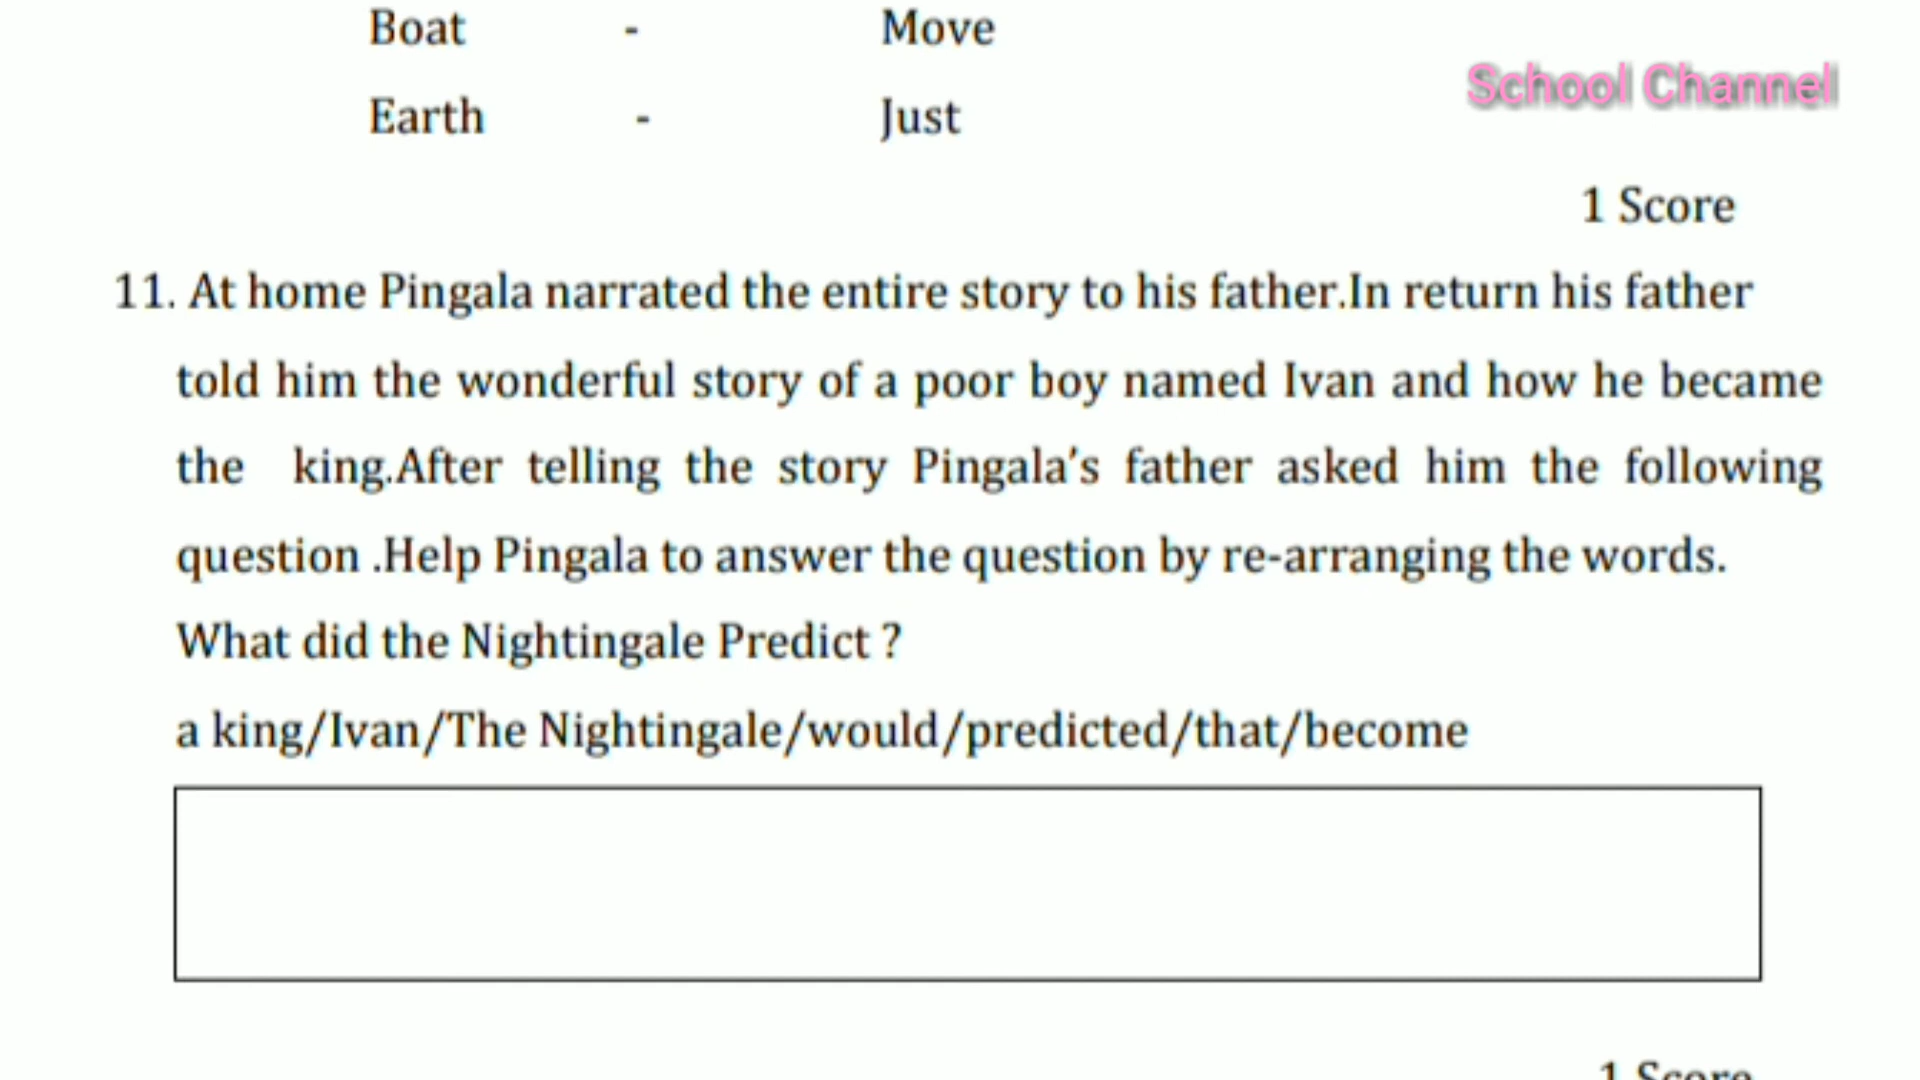 Boat - Move
School Channel
Earth - Just
1 Score
11. At home Pingala narrated the entire story to his father.In return his father
told him the wonderful story of a poor boy named Ivan and how he became
the king.After telling the story Pingala's father asked him the following
question .Help Pingala to answer the question by re-arranging the words.
What did the Nightingale Predict ?
a king/Ivan/The Nightingale/would/predicted/that/become
1 Score